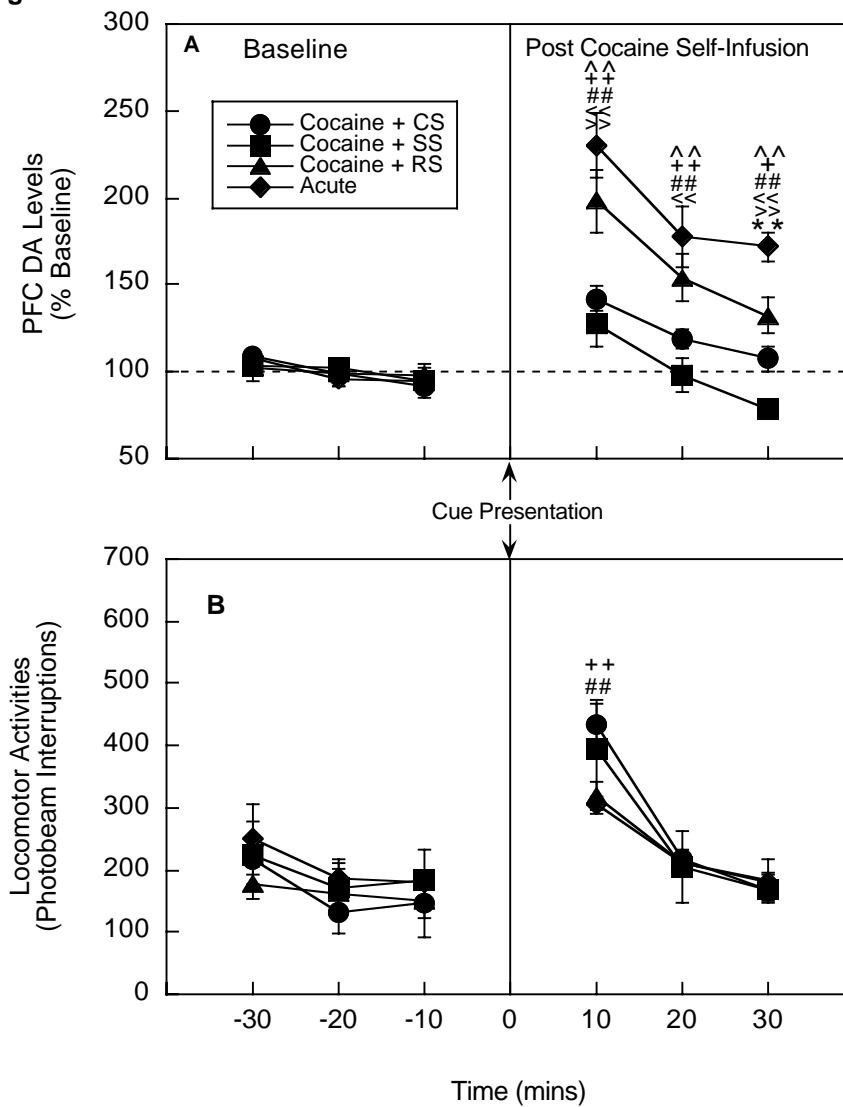 g
300
250
200
150
100
50
PFC DA Levels
(% Baseline)
A
Baseline
Post Cocaine Self-Infusion
Cocaine + CS
Cocaine + SS
Cocaine + RS
Acute
^ ^
+ +
##
<<
>>
^ ^
+ +
##
<<
^ ^
+
##
<<
>>
* *
Cue Presentation
700
600
500
400
300
200
100
0
Locomotor Activities
(Photobeam Interruptions)
B
+ +
##
-30 -20 -10 0 10 20 30
Time (mins)